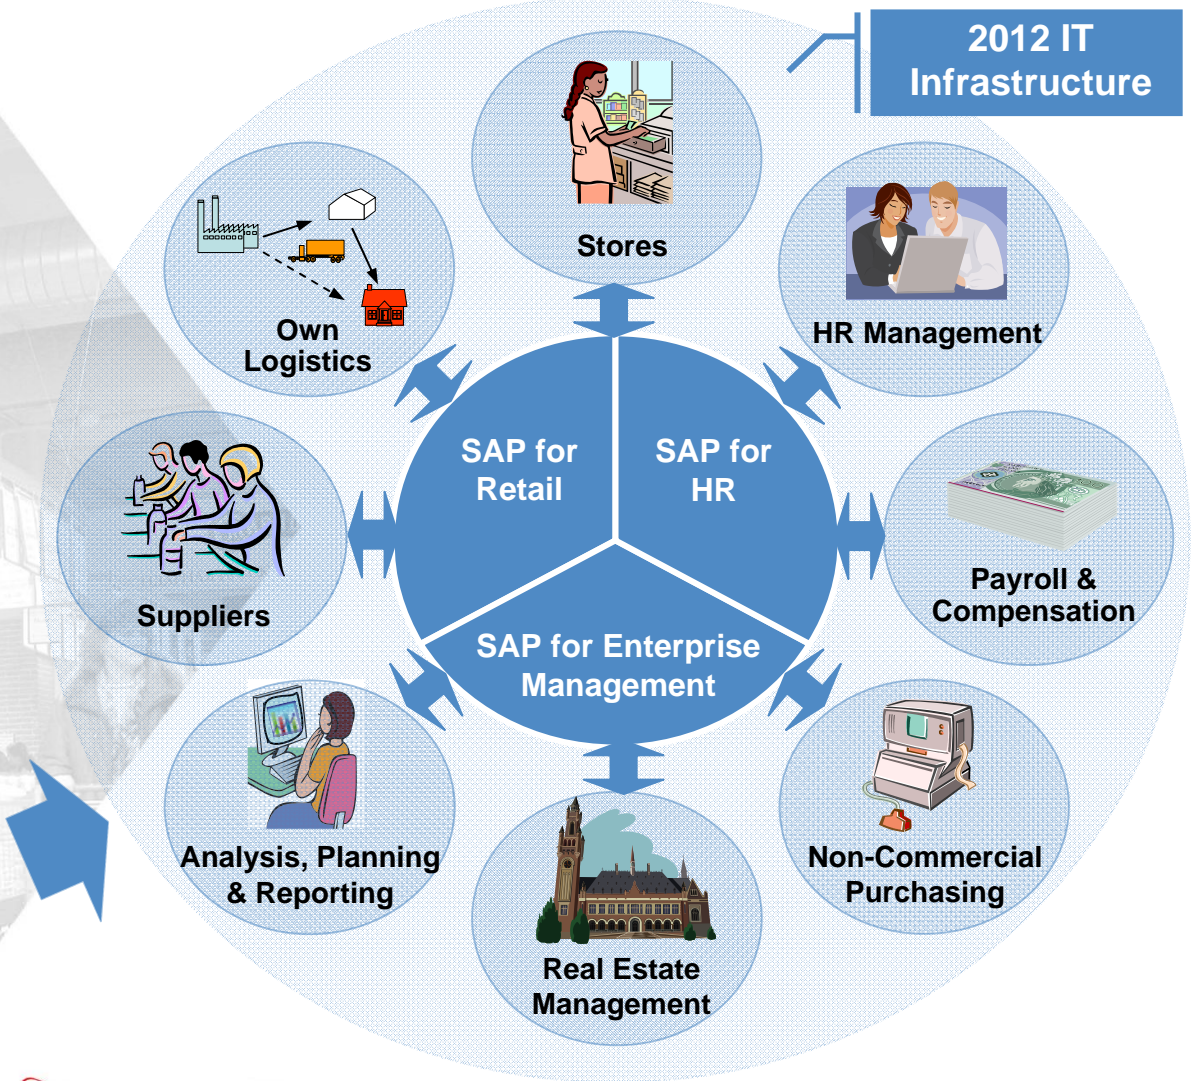 2012 IT
Infrastructure
Stores
HR Management
Own
Logistics
SAP for
Retail
SAP for
HR
Suppliers
Payroll &
Compensation
SAP for Enterprise
Management
Analysis, Planning
& Reporting
Non-Commercial
Purchasing
Real Estate
Management